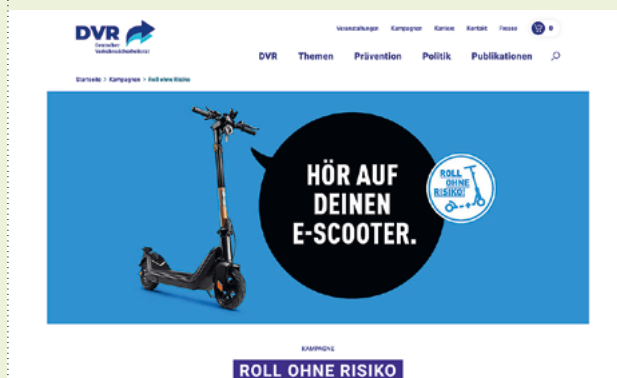 DVR
Deutscher
Verkehrssicherheitsrat
Veranstaltungen Kampagnen Karriere Kontakt Presse 0
DVR Themen Prävention Politik Publikationen
Startseite > Kampagnen > Roll ohne Risiko
HÖR AUF
DEINEN
E-SCOOTER.
ROLL
OHNE
RISIKO!
KAMPAGNE
ROLL OHNE RISIKO